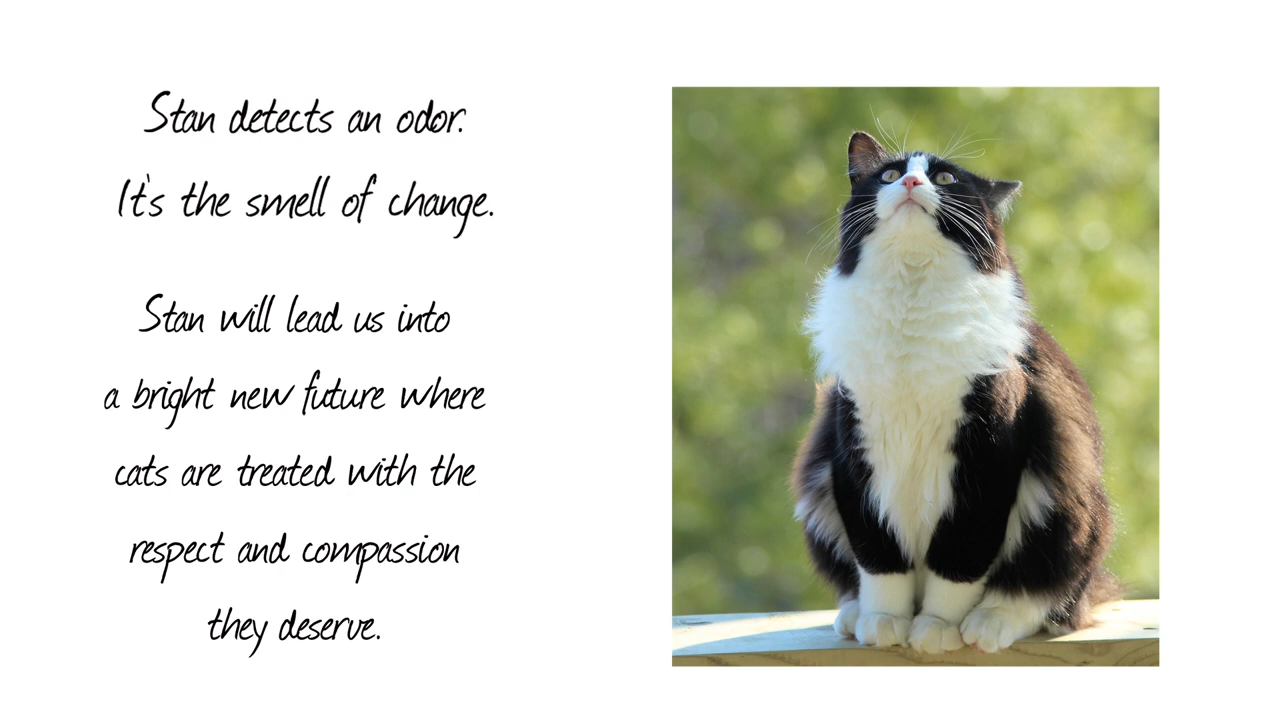 Stan detects an odor.
It's the smell of change.
Stan will lead us into
a bright new future where
cats are treated with the
respect and compassion
they deserve.